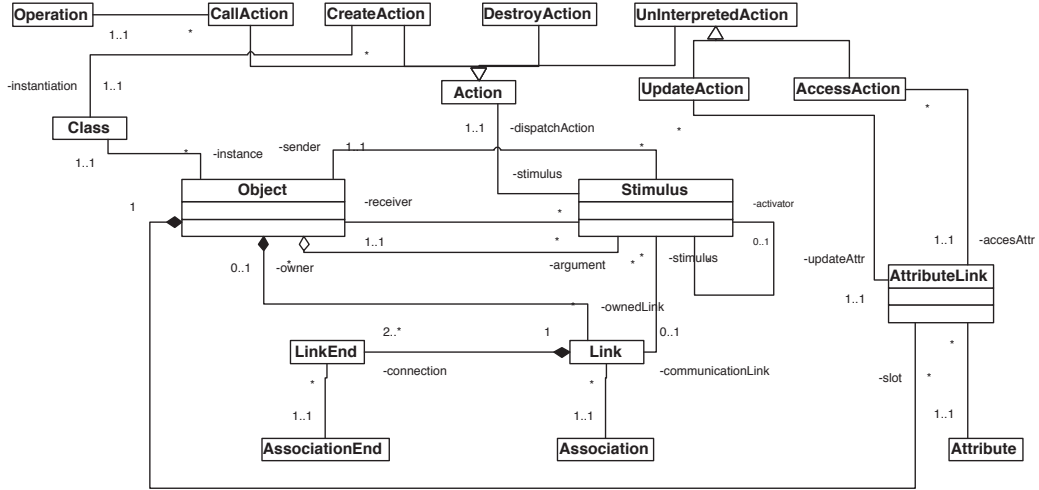 Operation CallAction CreateAction DestroyAction UnInterpretedAction
1..1 * *
-instantiation 1..1 Action UpdateAction AccessAction
Class 1..1 -dispatchAction * *
1..1 * -instance -sender 1..1 *
Object -stimulus Stimulus
1 -receiver * -activator
1..1 * 0..1 1..1 -accesAttr
0..1 -owner * -argument * * -stimulus * -updateAttr AttributeLink
1..1
* -ownedLink
2..* 1 0..1
LinkEnd Link *
-connection -communicationLink -slot *
* *
1..1 1..1 1..1
AssociationEnd Association Attribute